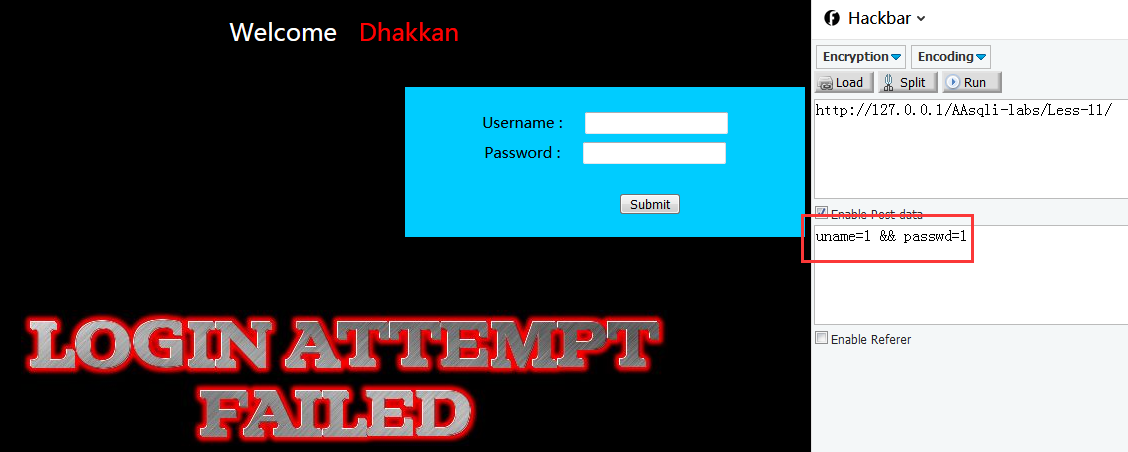 Welcome Dhakkan
Username :
Password :
Submit
LOGIN ATTEMPT
FAILED
Hackbar
Encryption
Encoding
Load
Split
Run
http://127.0.0.1/AAsqli-labs/Less-11/
Enable Post data
uname=1 && passwd=1
Enable Referer